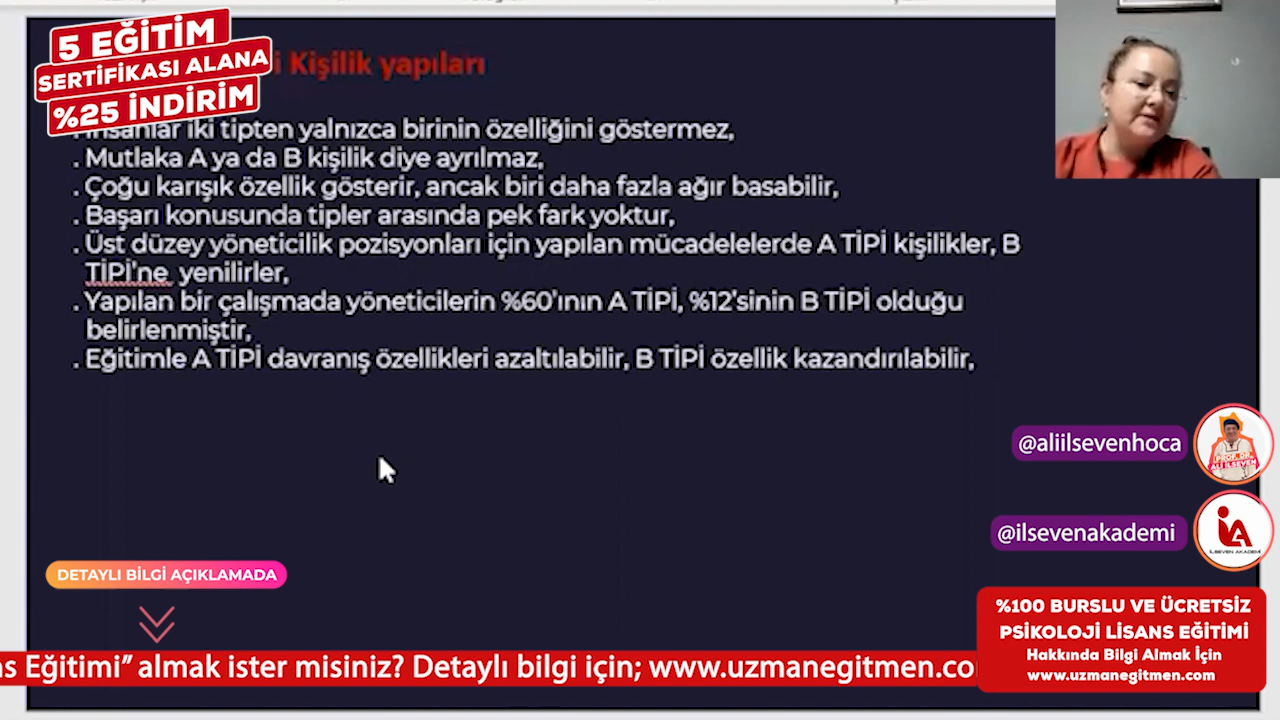 5 EĞİTİM
SERTİFİKASI ALANA
%25 İNDİRİM
Kişilik yapıları
. İnsanlar iki tipten yalnızca birinin özelliğini göstermez,
. Mutlaka A ya da B kişilik diye ayrılmaz,
. Çoğu karışık özellik gösterir, ancak biri daha fazla ağır basabilir,
. Başarı konusunda tipler arasında pek fark yoktur,
. Üst düzey yöneticilik pozisyonları için yapılan mücadelelerde A TİPİ kişilikler, B
TİPİ'ne yenilirler,
. Yapılan bir çalışmada yöneticilerin %60'ının A TİPİ, %12'sinin B TİPİ olduğu
belirlenmiştir,
. Eğitimle A TİPİ davranış özellikleri azaltılabilir, B TİPİ özellik kazandırılabilir,
@aliilsevenhoca
PROF. DR.
ALİ İLSEVEN
@ilsevenakademi
İLSEVEN AKADEMİ
DETAYLI BİLGİ AÇIKLAMADA
%100 BURSLU VE ÜCRETSİZ
PSİKOLOJİ LİSANS EĞİTİMİ
Hakkında Bilgi Almak İçin
www.uzmanegitmen.com
Eğitimi” almak ister misiniz? Detaylı bilgi için; www.uzmanegitmen.co